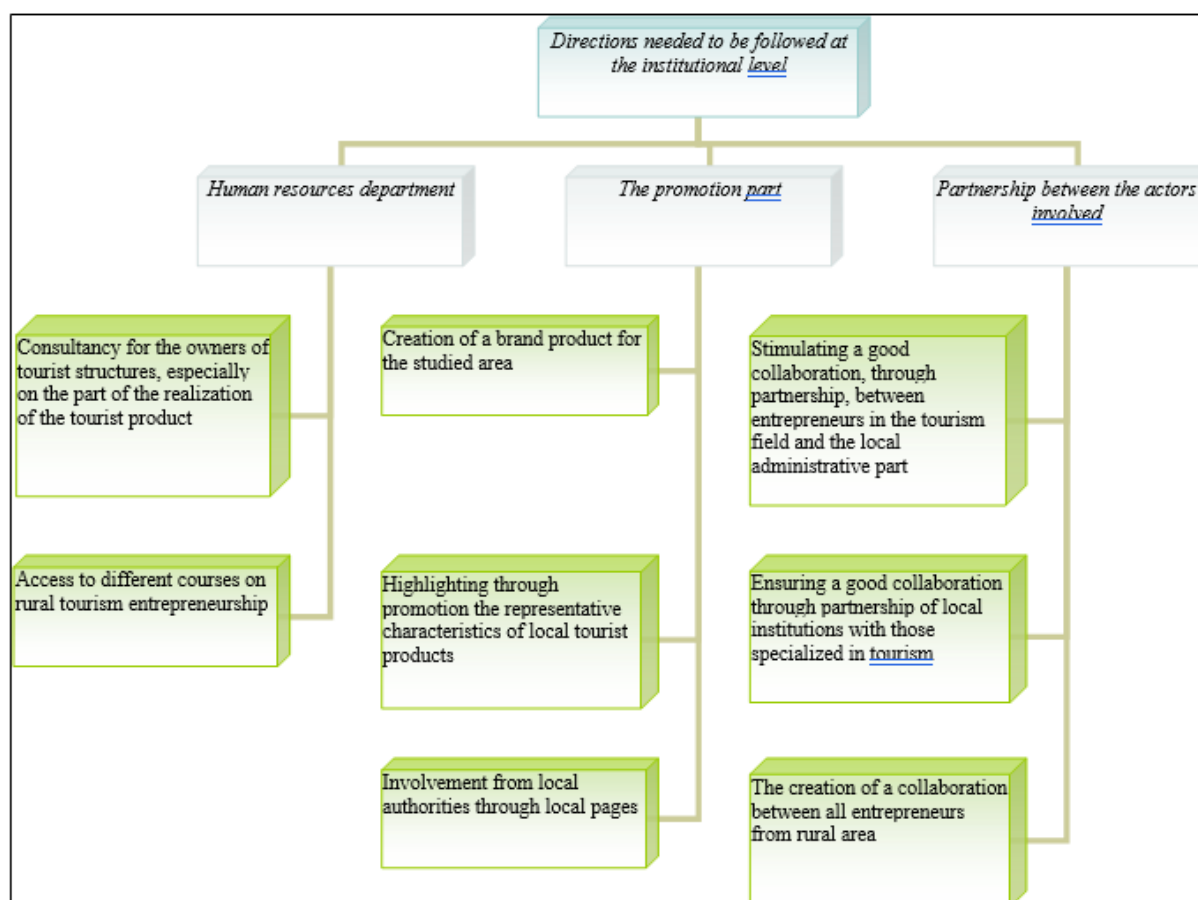 Directions needed to be followed at
the institutional level
Human resources department
The promotion part
Partnership between the actors
involved
Consultancy for the owners of
tourist structures, especially
on the part of the realization
of the tourist product
Access to different courses on
rural tourism entrepreneurship
Creation of a brand product for
the studied area
Highlighting through
promotion the representative
characteristics of local tourist
products
Involvement from local
authorities through local pages
Stimulating a good
collaboration, through
partnership, between
entrepreneurs in the tourism
field and the local
administrative part
Ensuring a good collaboration
through partnership of local
institutions with those
specialized in tourism
The creation of a collaboration
between all entrepreneurs
from rural area